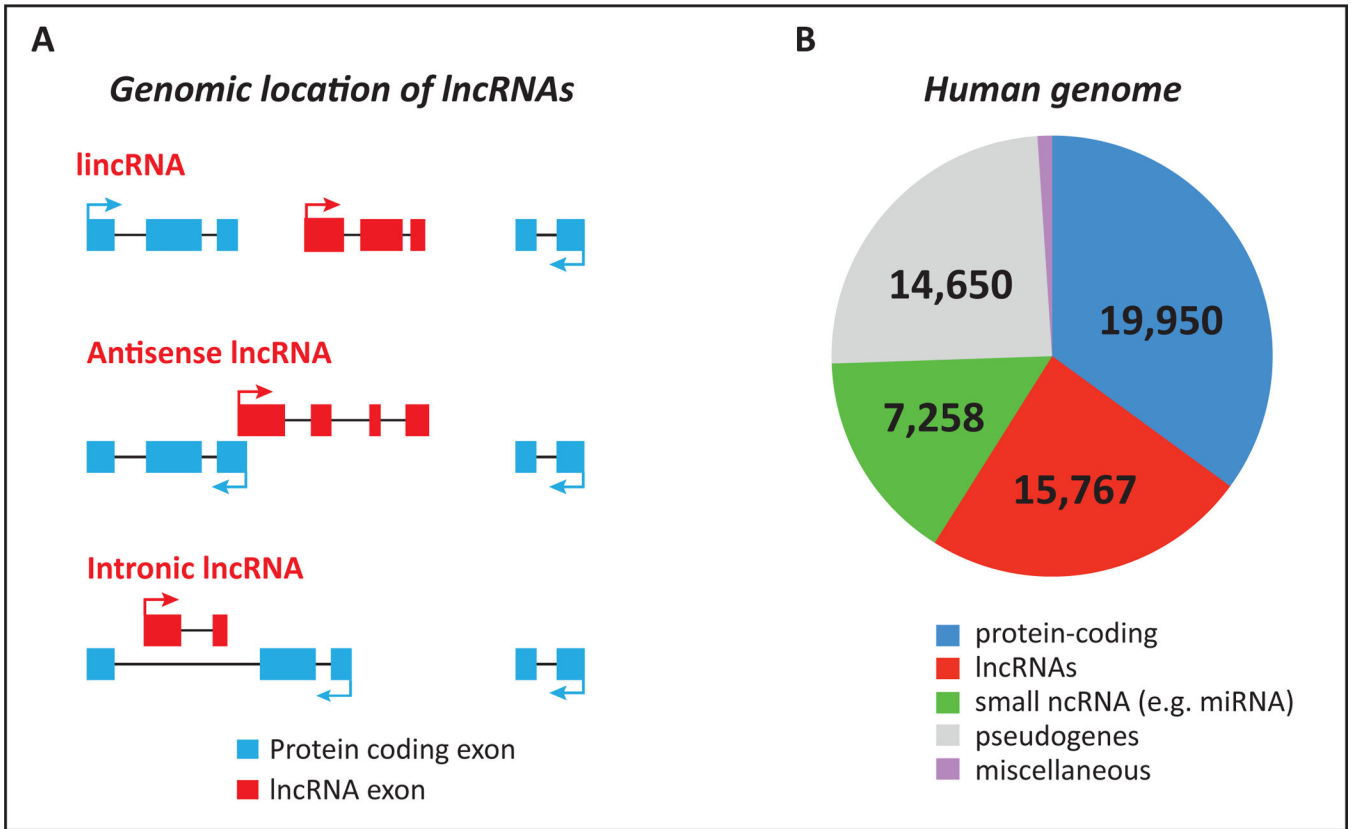 A
Genomic location of lncRNAs
lincRNA
Antisense lncRNA
Intronic lncRNA
Protein coding exon
lncRNA exon
B
Human genome
14,650
19,950
7,258
15,767
protein-coding
lncRNAs
small ncRNA (e.g. miRNA)
pseudogenes
miscellaneous